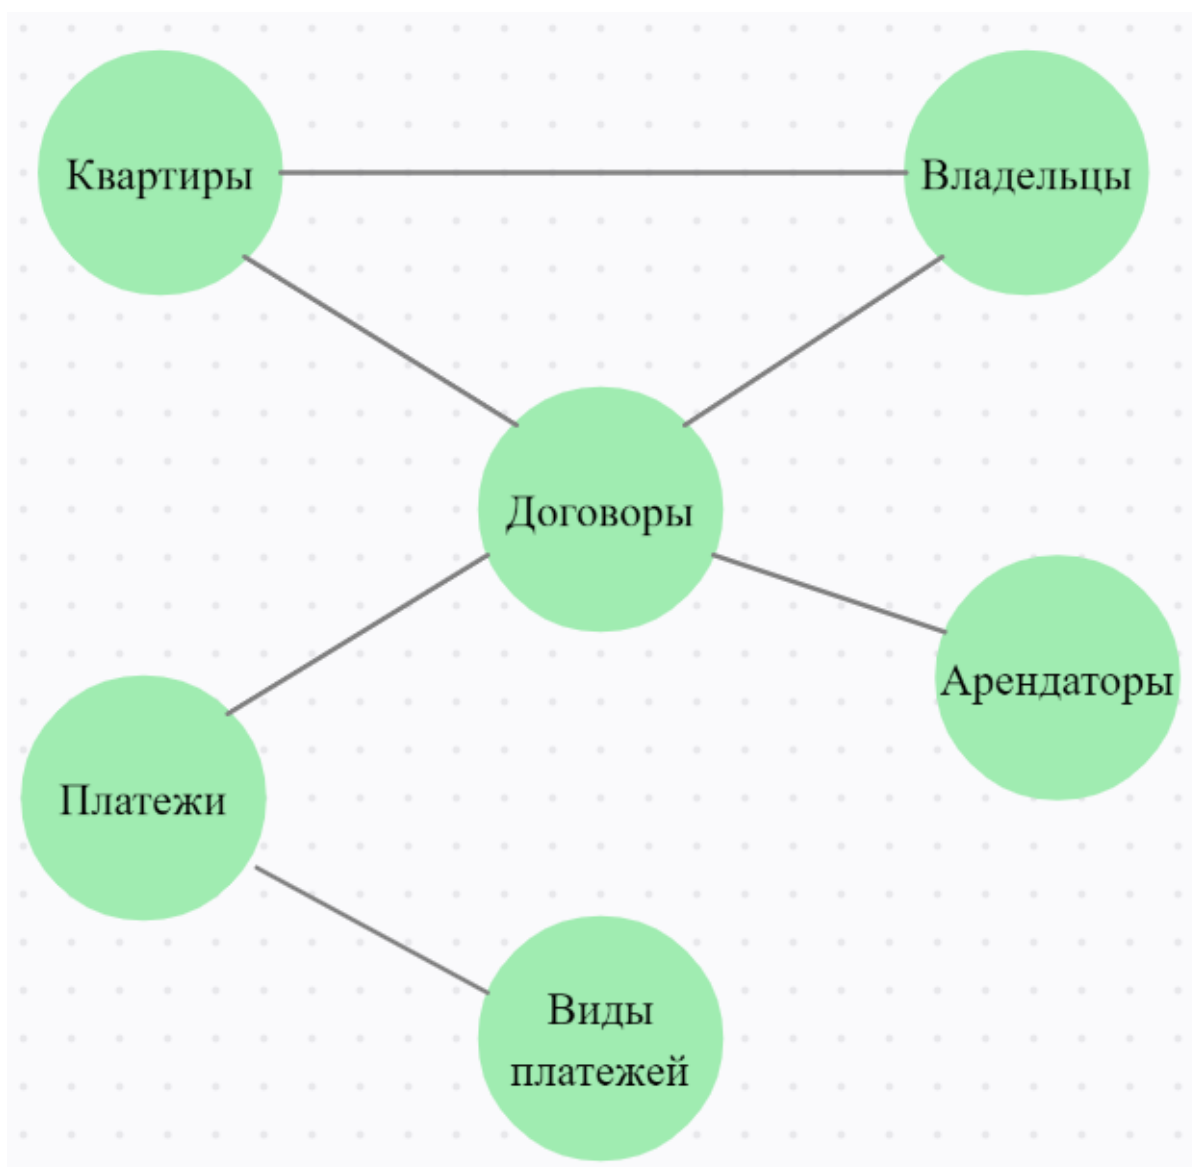 Квартиры
Владельцы
Договоры
Арендаторы
Платежи
Виды
платежей